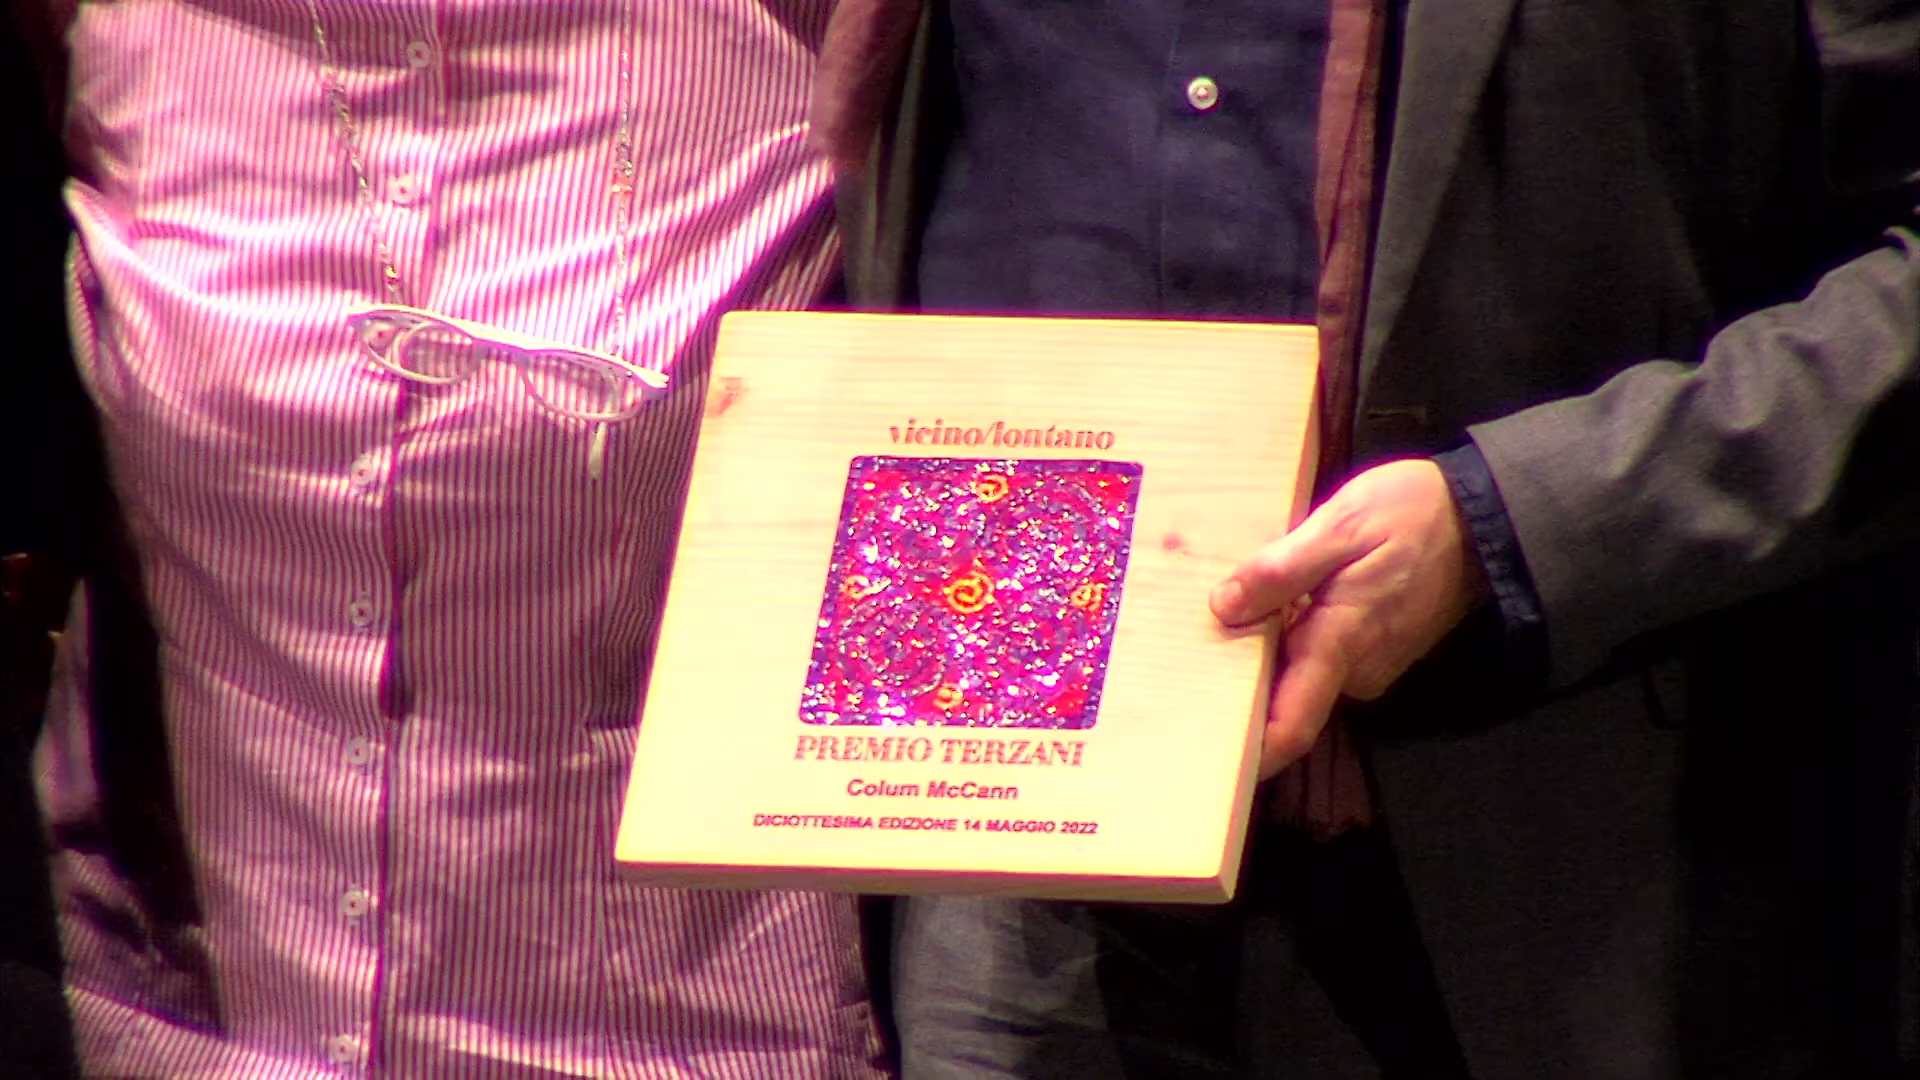 vicino/lontano
PREMIO TERZANI
Colum McCann
DICIOTTESIMA EDIZIONE 14 MAGGIO 2022